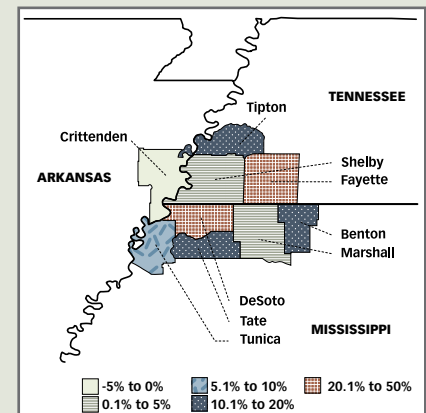 TENNESSEE
Tipton
Crittenden
ARKANSAS
Shelby
Fayette
Benton
Marshall
DeSoto
Tate
Tunica
MISSISSIPPI
-5% to 0%
5.1% to 10%
20.1% to 50%
0.1% to 5%
10.1% to 20%